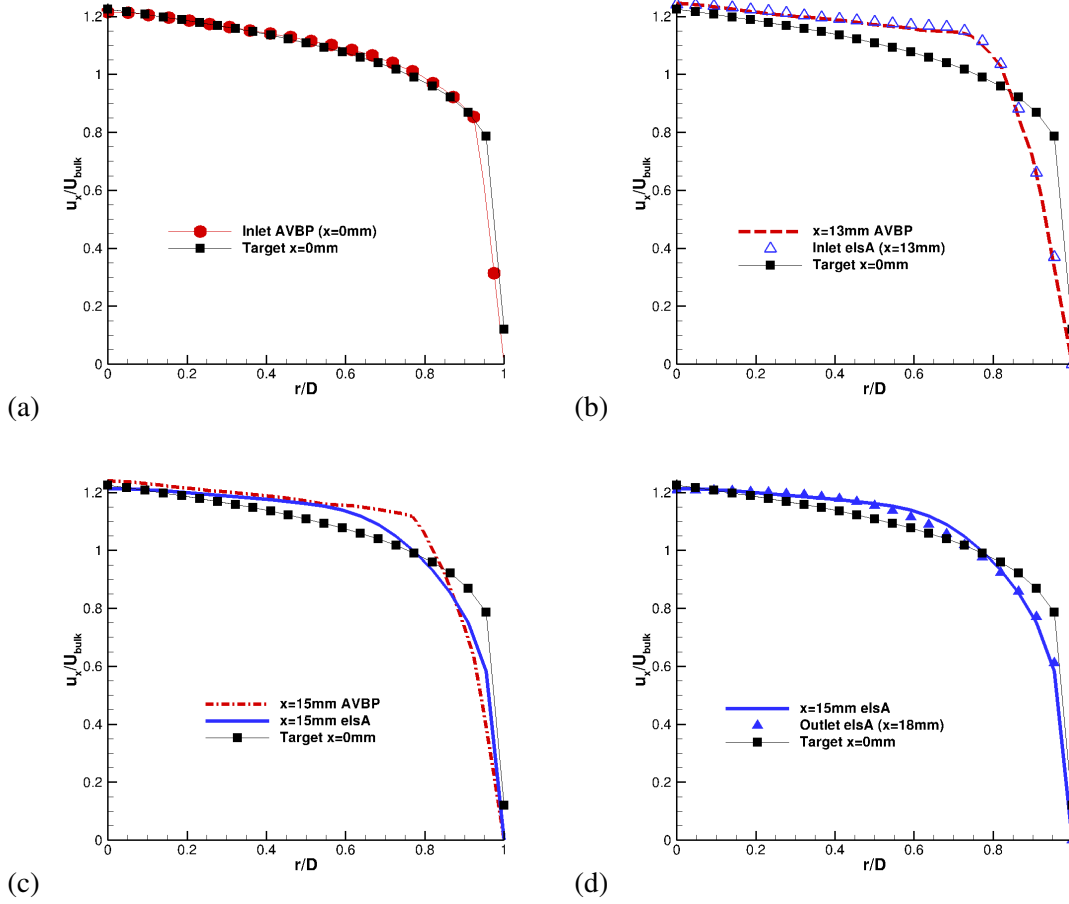 1.2
1
0.8
0.6
0.4
0.2
0
u_x/U_bulk
Inlet AVBP (x=0mm)
Target x=0mm
0 0.2 0.4 0.6 0.8 1
r/D
(a)
1.2
1
0.8
0.6
0.4
0.2
0
u_x/U_bulk
x=13mm AVBP
Inlet elsA (x=13mm)
Target x=0mm
0 0.2 0.4 0.6 0.8
r/D
(b)
1.2
1
0.8
0.6
0.4
0.2
0
u_x/U_bulk
x=15mm AVBP
x=15mm elsA
Target x=0mm
0 0.2 0.4 0.6 0.8 1
r/D
(c)
1.2
1
0.8
0.6
0.4
0.2
0
u_x/U_bulk
x=15mm elsA
Outlet elsA (x=18mm)
Target x=0mm
0 0.2 0.4 0.6 0.8
r/D
(d)